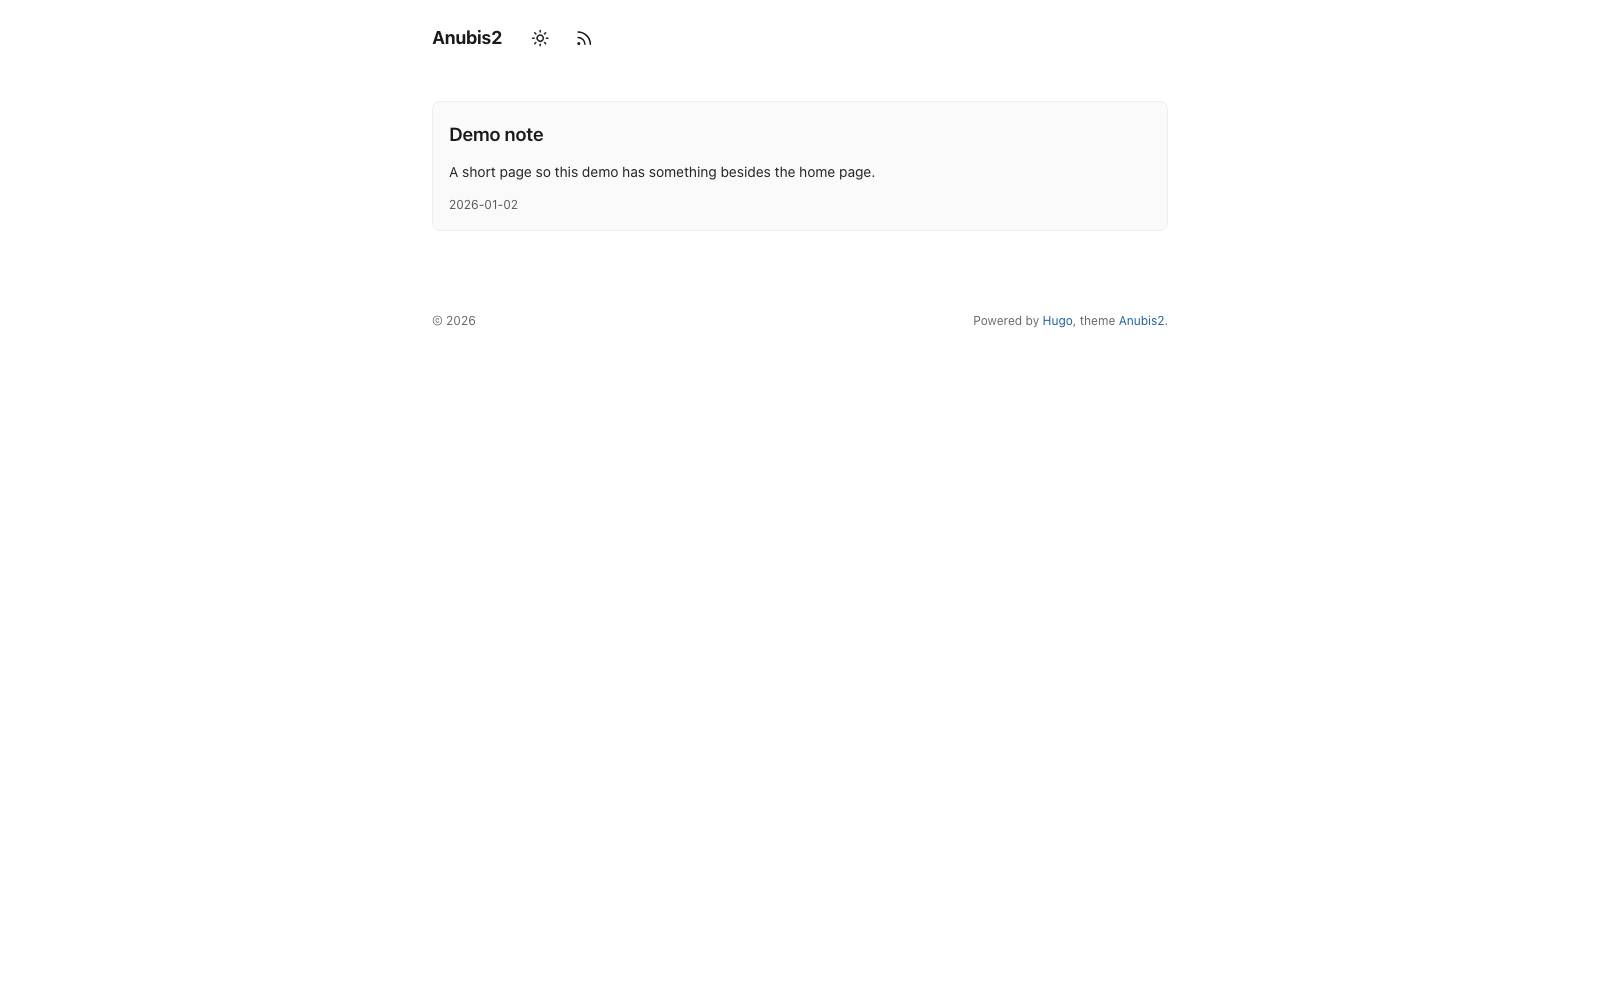 Anubis2
Demo note
A short page so this demo has something besides the home page.
2026-01-02
© 2026
Powered by Hugo, theme Anubis2.